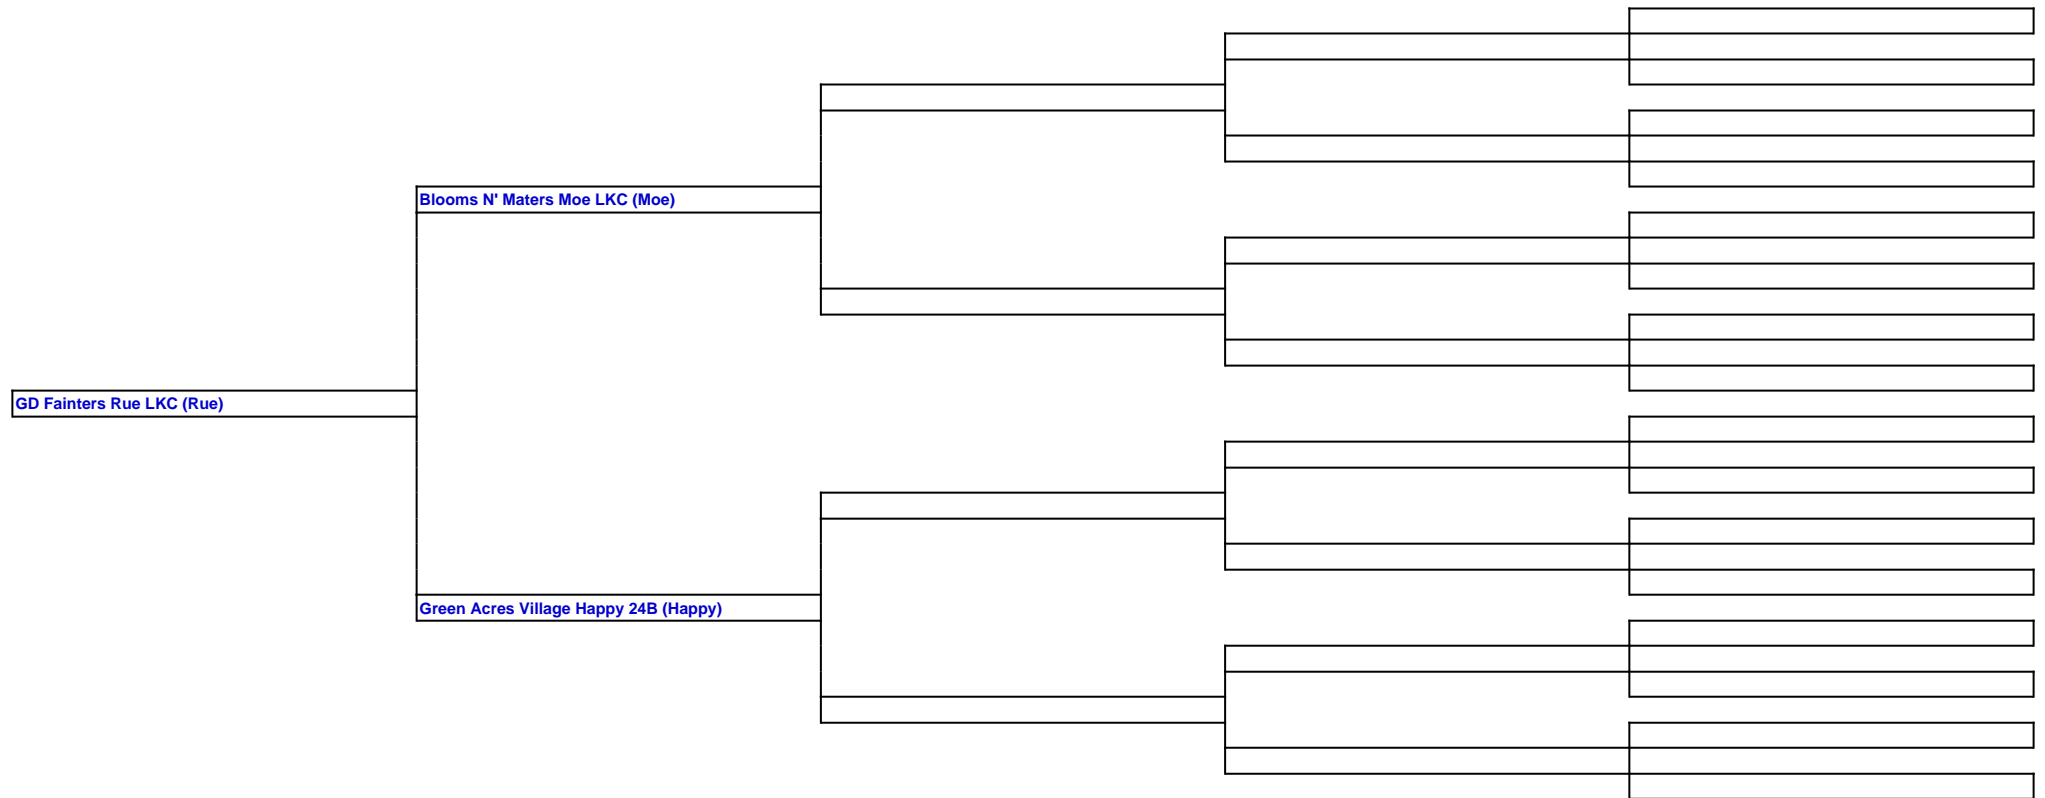 Blooms N' Maters Moe LKC (Moe)
GD Fainters Rue LKC (Rue)
Green Acres Village Happy 24B (Happy)